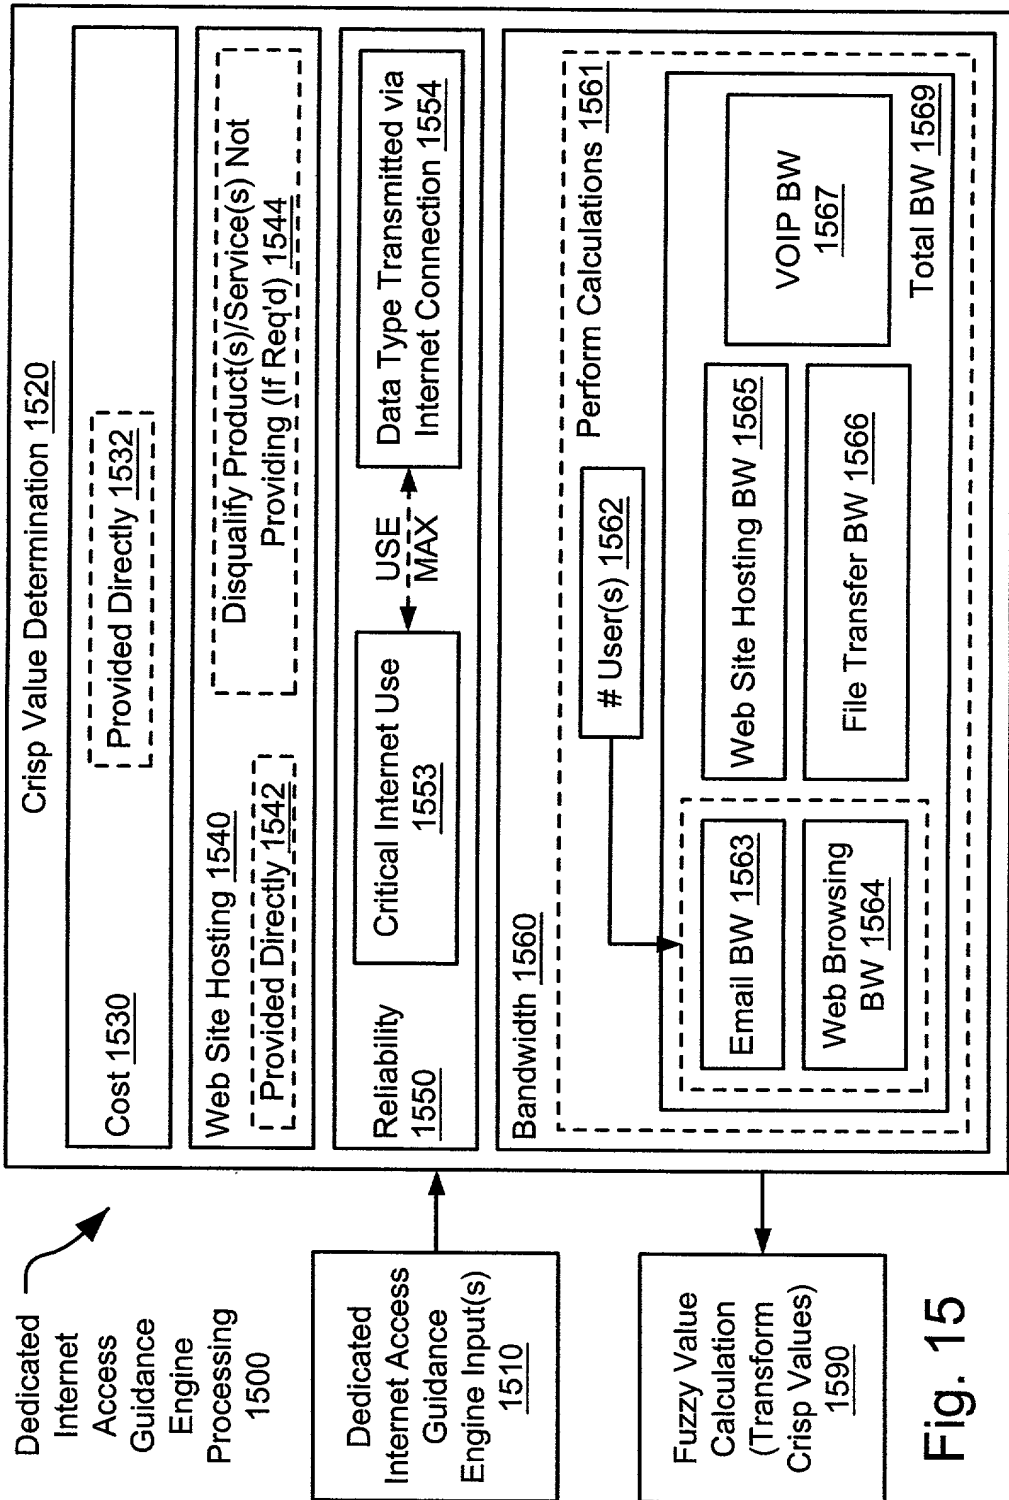 Dedicated
Internet
Access
Guidance
Engine
Processing
1500
Dedicated
Internet Access
Guidance
Engine Input(s)
1510
Fuzzy Value
Calculation
(Transform
Crisp Values)
1590
Crisp Value Determination 1520
Cost 1530
Provided Directly 1532
Web Site Hosting 1540
Provided Directly 1542
Disqualify Product(s)/Service(s) Not
Providing (If Req'd) 1544
Reliability
1550
Critical Internet Use
1553
USE
MAX
Data Type Transmitted via
Internet Connection 1554
Bandwidth 1560
Perform Calculations 1561
# User(s) 1562
Email BW 1563
Web Browsing
BW 1564
Web Site Hosting BW 1565
File Transfer BW 1566
VOIP BW
1567
Total BW 1569
Fig. 15